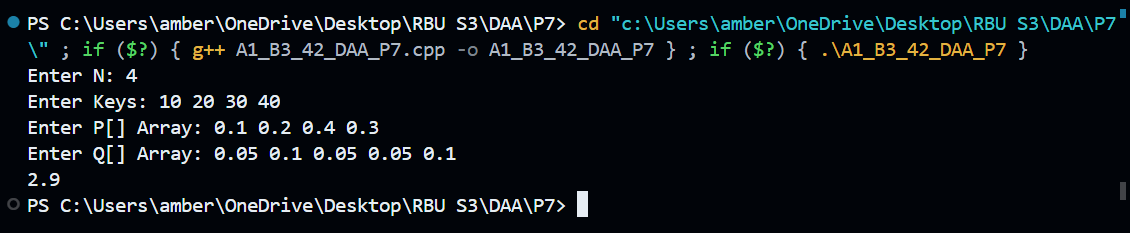 PS C:\Users\amber\OneDrive\Desktop\RBU S3\DAA\P7> cd "c:\Users\amber\OneDrive\Desktop\RBU S3\DAA\P7
\" ; if ($?) { g++ A1_B3_42_DAA_P7.cpp -o A1_B3_42_DAA_P7 } ; if ($?) { .\A1_B3_42_DAA_P7 }
Enter N: 4
Enter Keys: 10 20 30 40
Enter P[] Array: 0.1 0.2 0.4 0.3
Enter Q[] Array: 0.05 0.1 0.05 0.05 0.1
2.9
PS C:\Users\amber\OneDrive\Desktop\RBU S3\DAA\P7>